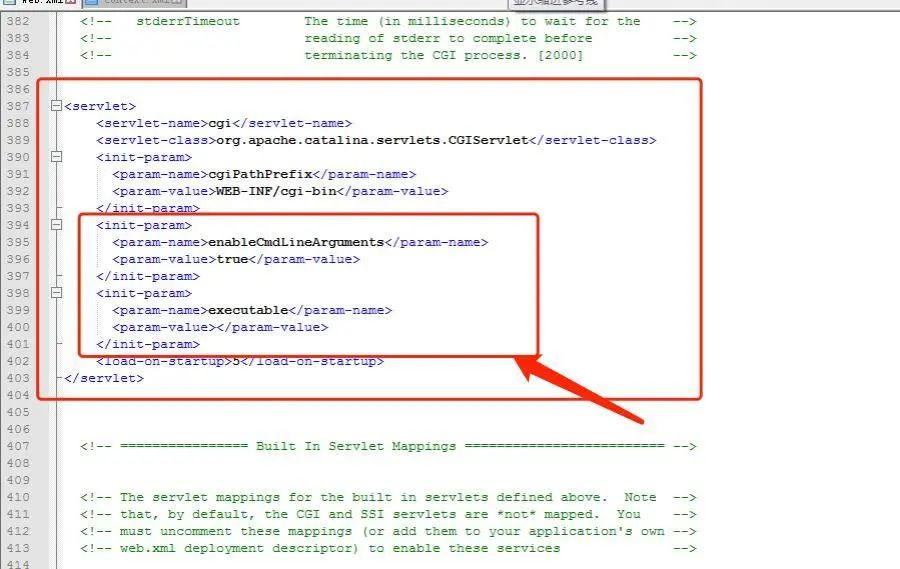 web.xml context.xml 显示缩进参考线
382 <!--   stderrTimeout        The time (in milliseconds) to wait for the    -->
383 <!--                        reading of stderr to complete before          -->
384 <!--                        terminating the CGI process. [2000]           -->
385
386
387 <servlet>
388     <servlet-name>cgi</servlet-name>
389     <servlet-class>org.apache.catalina.servlets.CGIServlet</servlet-class>
390     <init-param>
391       <param-name>cgiPathPrefix</param-name>
392       <param-value>WEB-INF/cgi-bin</param-value>
393     </init-param>
394     <init-param>
395       <param-name>enableCmdLineArguments</param-name>
396       <param-value>true</param-value>
397     </init-param>
398     <init-param>
399       <param-name>executable</param-name>
400       <param-value></param-value>
401     </init-param>
402     <load-on-startup>5</load-on-startup>
403 </servlet>
404
405
406
407 <!-- ================ Built In Servlet Mappings ========================= -->
408
409
410 <!-- The servlet mappings for the built in servlets defined above.  Note  -->
411 <!-- that, by default, the CGI and SSI servlets are *not* mapped.  You    -->
412 <!-- must uncomment these mappings (or add them to your application's own -->
413 <!-- web.xml deployment descriptor) to enable these services              -->
414